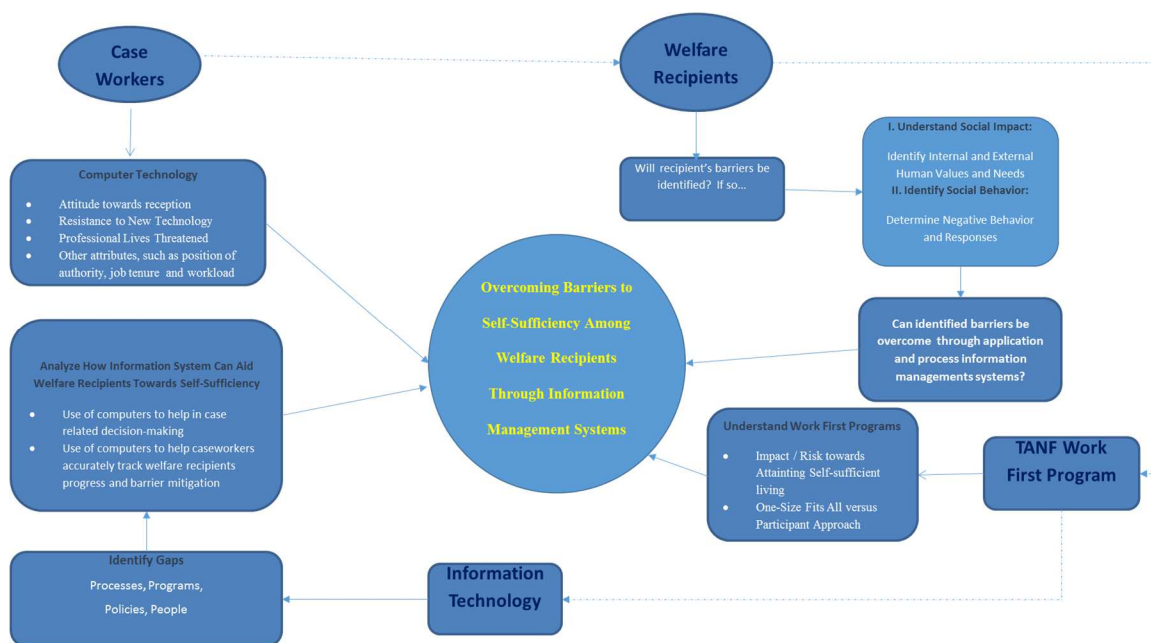 Case
Workers
Welfare
Recipients
Computer Technology
Attitude towards reception
Resistance to New Technology
Professional Lives Threatened
Other attributes, such as position of
authority, job tenure and workload
Will recipient's barriers be
identified? If so...
I. Understand Social Impact:
Identify Internal and External
Human Values and Needs
II. Identify Social Behavior:
Determine Negative Behavior
and Responses
Overcoming Barriers to
Self-Sufficiency Among
Welfare Recipients
Through Information
Management Systems
Can identified barriers be
overcome through application
and process information
managements systems?
Analyze How Information System Can Aid
Welfare Recipients Towards Self-Sufficiency
Use of computers to help in case
related decision-making
Use of computers to help caseworkers
accurately track welfare recipients
progress and barrier mitigation
Understand Work First Programs
Impact / Risk towards
Attainting Self-sufficient
living
One-Size Fits All versus
Participant Approach
TANF Work
First Program
Identify Gaps
Processes, Programs,
Policies, People
Information
Technology